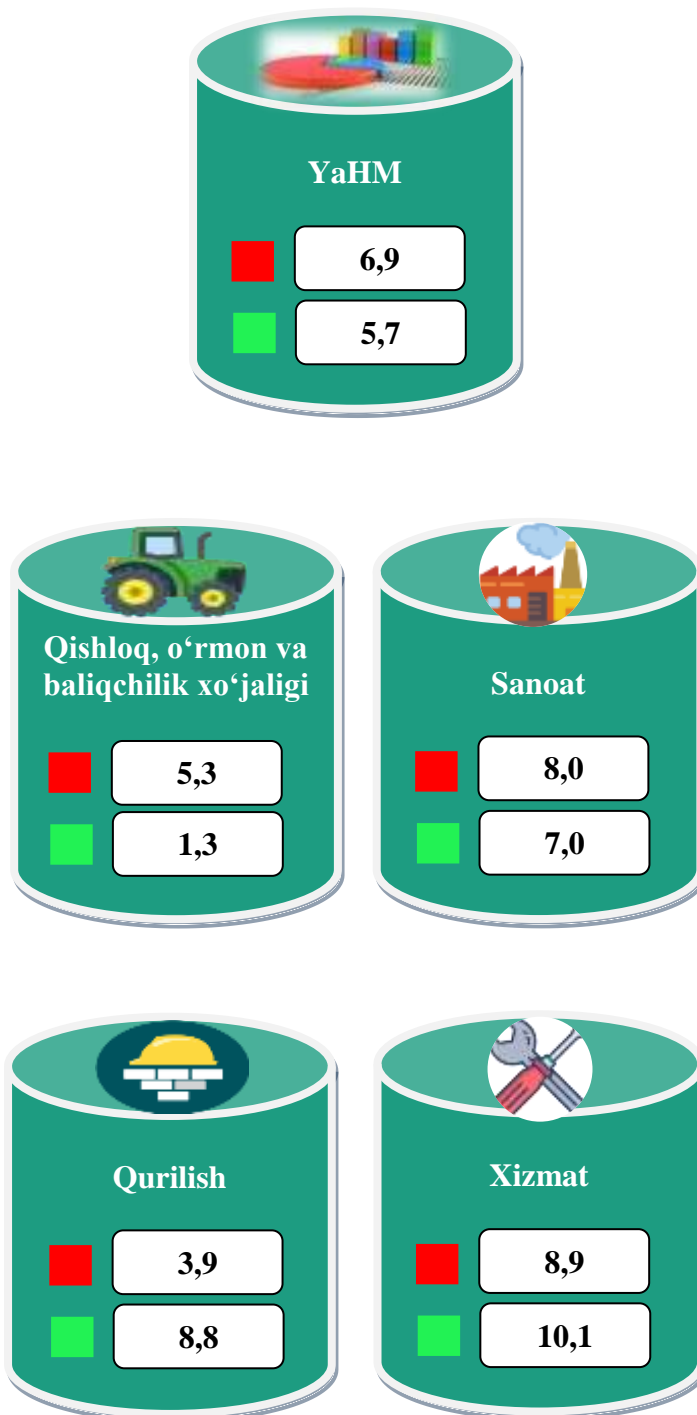 YaHM
6,9
5,7
Qishloq, o‘rmon va
baliqchilik xo‘jaligi
5,3
1,3
Sanoat
8,0
7,0
Qurilish
3,9
8,8
Xizmat
8,9
10,1